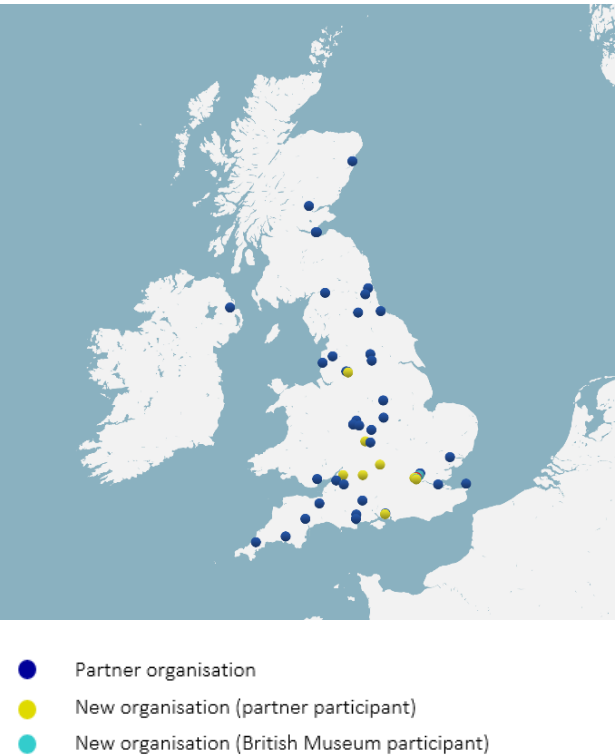 Partner organisation
New organisation (partner participant)
New organisation (British Museum participant)